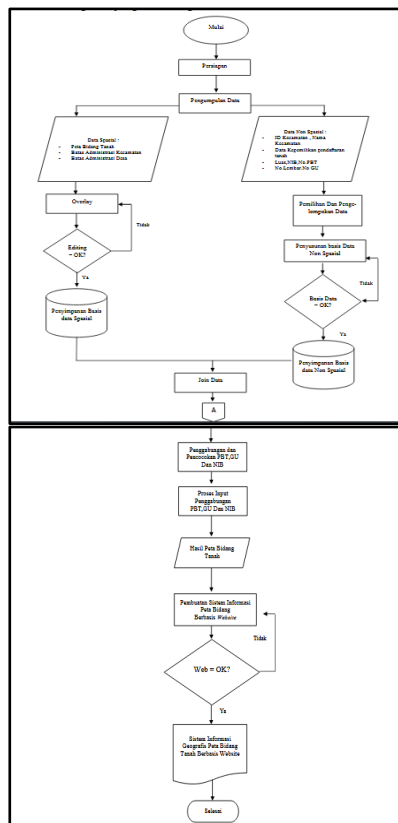 Mulai
Persiapan
Pengumpulan Data
Data Spasial :
- Peta Bidang Tanah
- Batas Administrasi Kecamatan
- Batas Administrasi Desa
Data Non Spasial :
- ID Kecamatan , Nama
Kecamatan
- Data Kepemilikan pendaftaran
tanah
- Luas,NIB,No.PBT
- No.Lembar.No GU
Overlay
Tidak
Editing
= OK?
Ya
Penyimpanan Basis
data Spasial
Pemilihan Dan Penge-
lompokan Data
Penyusunan basis Data
Non Spasial
Tidak
Basis Data
= OK?
Ya
Penyimpanan Basis
data Non Spasial
Join Data
A
Penggabungan dan
Pencocokan PBT,GU
Dan NIB
Proses Input
Penggabungan
PBT,GU Dan NIB
Hasil Peta Bidang
Tanah
Pembuatan Sistem Informasi
Peta Bidang
Berbasis Website
Tidak
Web = OK?
Ya
Sistem Informasi
Geografis Peta Bidang
Tanah Berbasis Website
Selesai